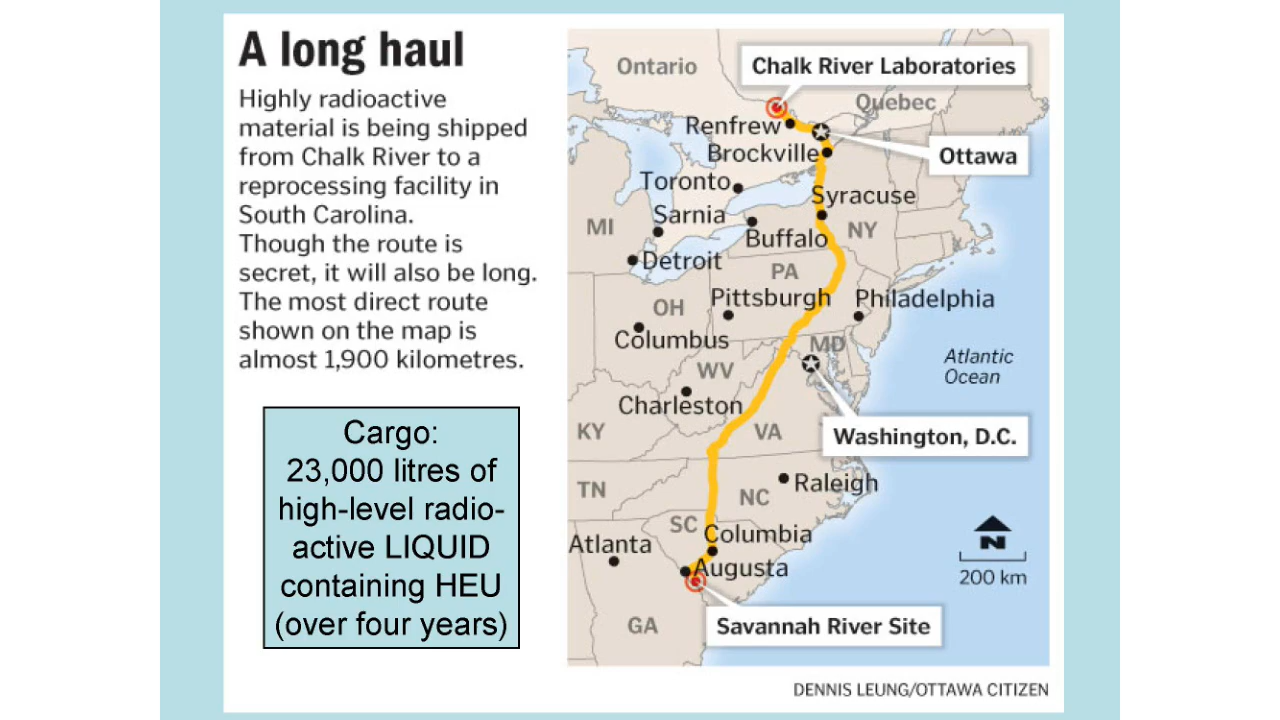 A long haul
Highly radioactive
material is being shipped
from Chalk River to a
reprocessing facility in
South Carolina.
Though the route is
secret, it will also be long.
The most direct route
shown on the map is
almost 1,900 kilometres.
Cargo:
23,000 litres of
high-level radio-
active LIQUID
containing HEU
(over four years)
Ontario
Chalk River Laboratories
Quebec
Renfrew
Brockville
Ottawa
Toronto
Syracuse
Sarnia
MI
NY
Buffalo
Detroit
PA
Pittsburgh
Philadelphia
OH
Columbus
MD
Atlantic
Ocean
WV
Charleston
KY
VA
Washington, D.C.
TN
Raleigh
NC
SC
Columbia
Atlanta
N
Augusta
200 km
GA
Savannah River Site
DENNIS LEUNG/OTTAWA CITIZEN